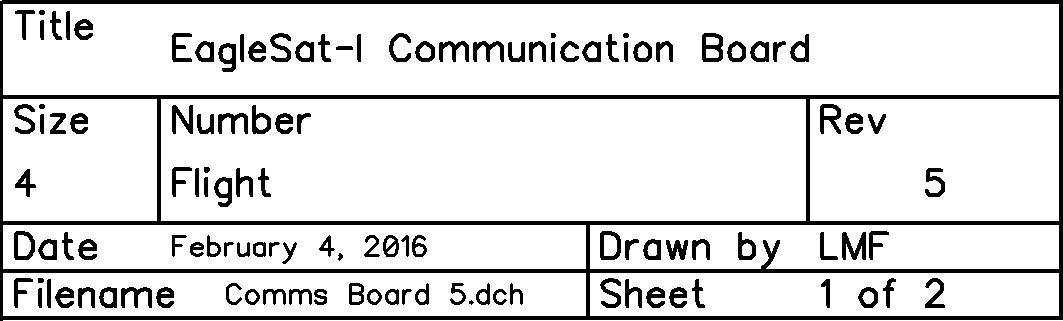 Title
EagleSat-I Communication Board
Size Number Rev
4 Flight 5
Date February 4, 2016 Drawn by LMF
Filename Comms Board 5.dch Sheet 1 of 2